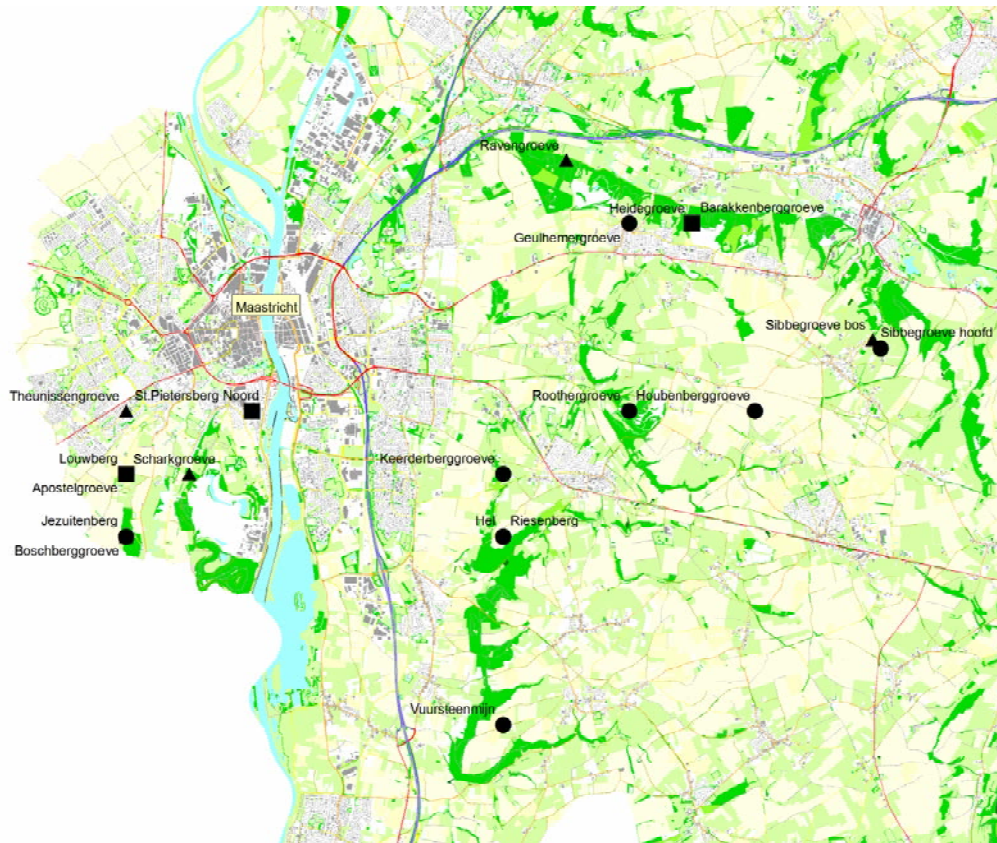 Ravengroeve
Heidegroeve Barakkenberggroeve
Geulhemergroeve
Maastricht
Sibbegroeve bos Sibbegroeve hoofd
Theunissengroeve St.Pietersberg Noord
Roothergroeve Houbenberggroeve
Louwberg Scharkgroeve
Keerderberggroeve
Apostelgroeve
Jezuitenberg
Hel Riesenberg
Boschberggroeve
Vuursteenmijn